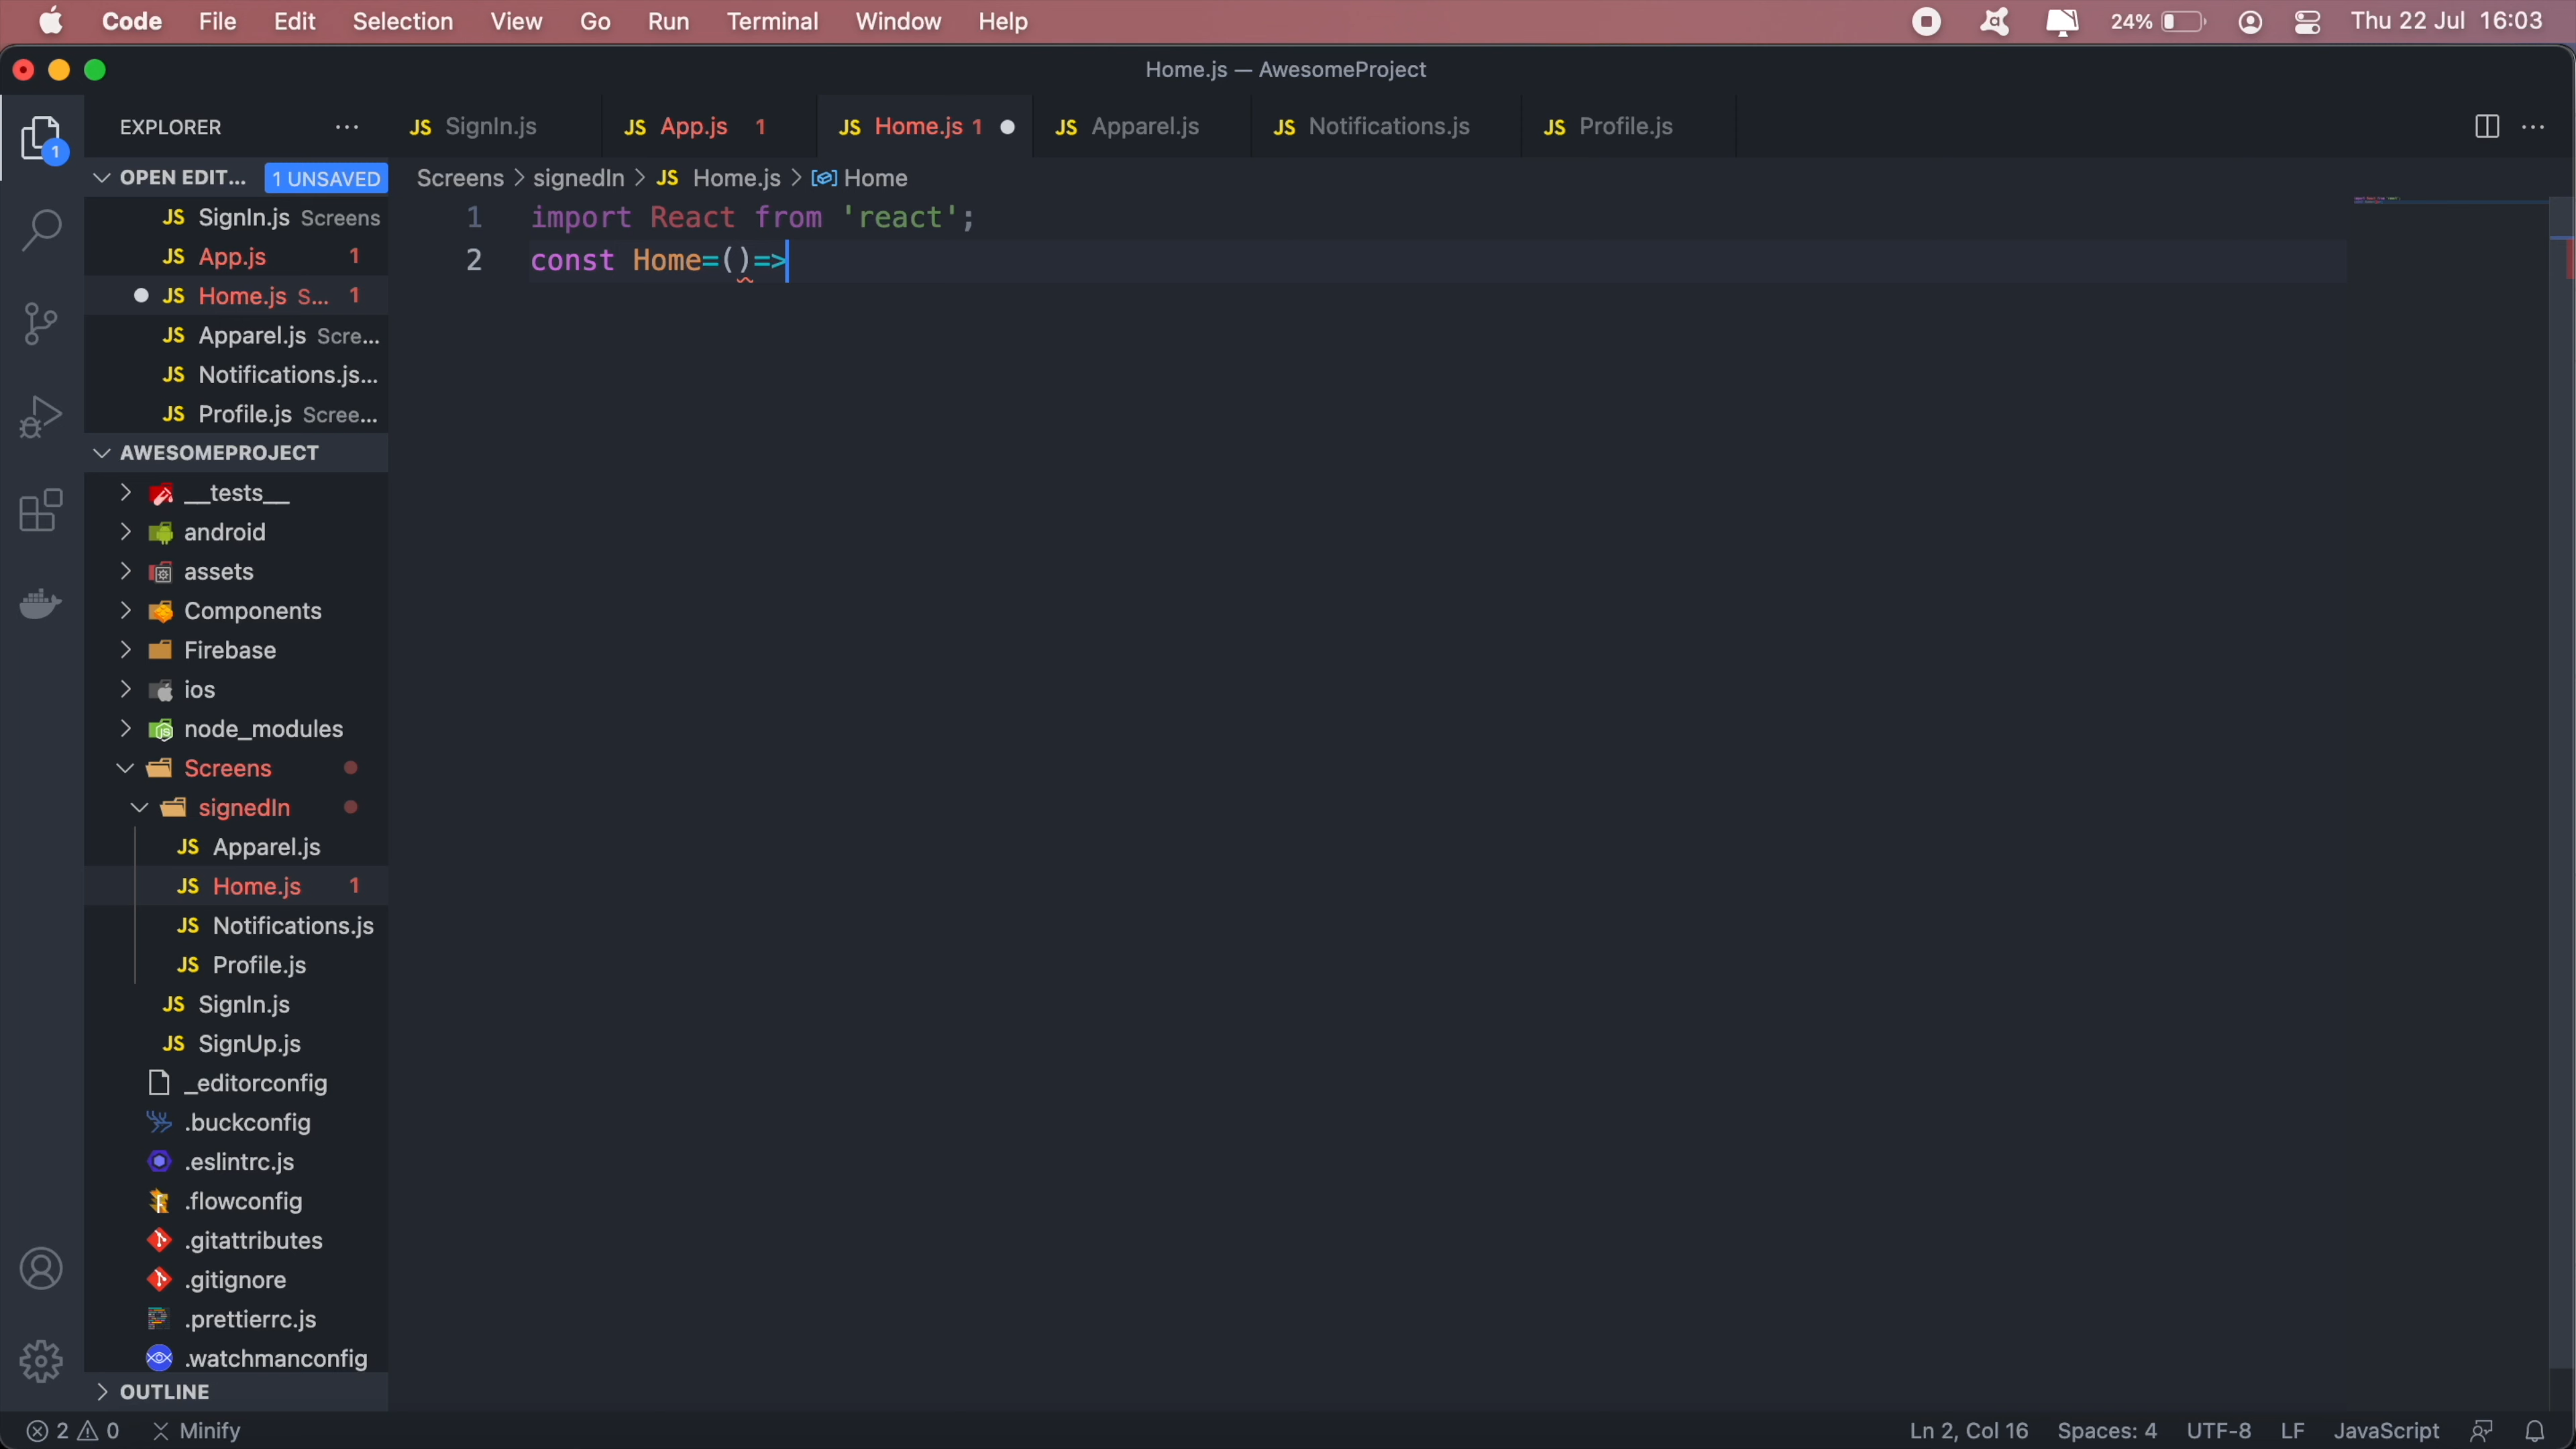 Code File Edit Selection View Go Run Terminal Window Help 24% Thu 22 Jul 16:03
Home.js — AwesomeProject
EXPLORER ... JS SignIn.js JS App.js 1 JS Home.js 1 JS Apparel.js JS Notifications.js JS Profile.js ...
1
OPEN EDIT... 1 UNSAVED Screens > signedIn > JS Home.js > Home
JS SignIn.js Screens
JS App.js 1
JS Home.js S... 1
JS Apparel.js Scre...
JS Notifications.js...
JS Profile.js Scree...
1 import React from 'react';
2 const Home=()=>
AWESOMEPROJECT
__tests__
android
assets
Components
Firebase
ios
node_modules
Screens
signedIn
JS Apparel.js
JS Home.js 1
JS Notifications.js
JS Profile.js
JS SignIn.js
JS SignUp.js
_editorconfig
.buckconfig
.eslintrc.js
.flowconfig
.gitattributes
.gitignore
.prettierrc.js
.watchmanconfig
OUTLINE
2 0 Minify Ln 2, Col 16 Spaces: 4 UTF-8 LF JavaScript